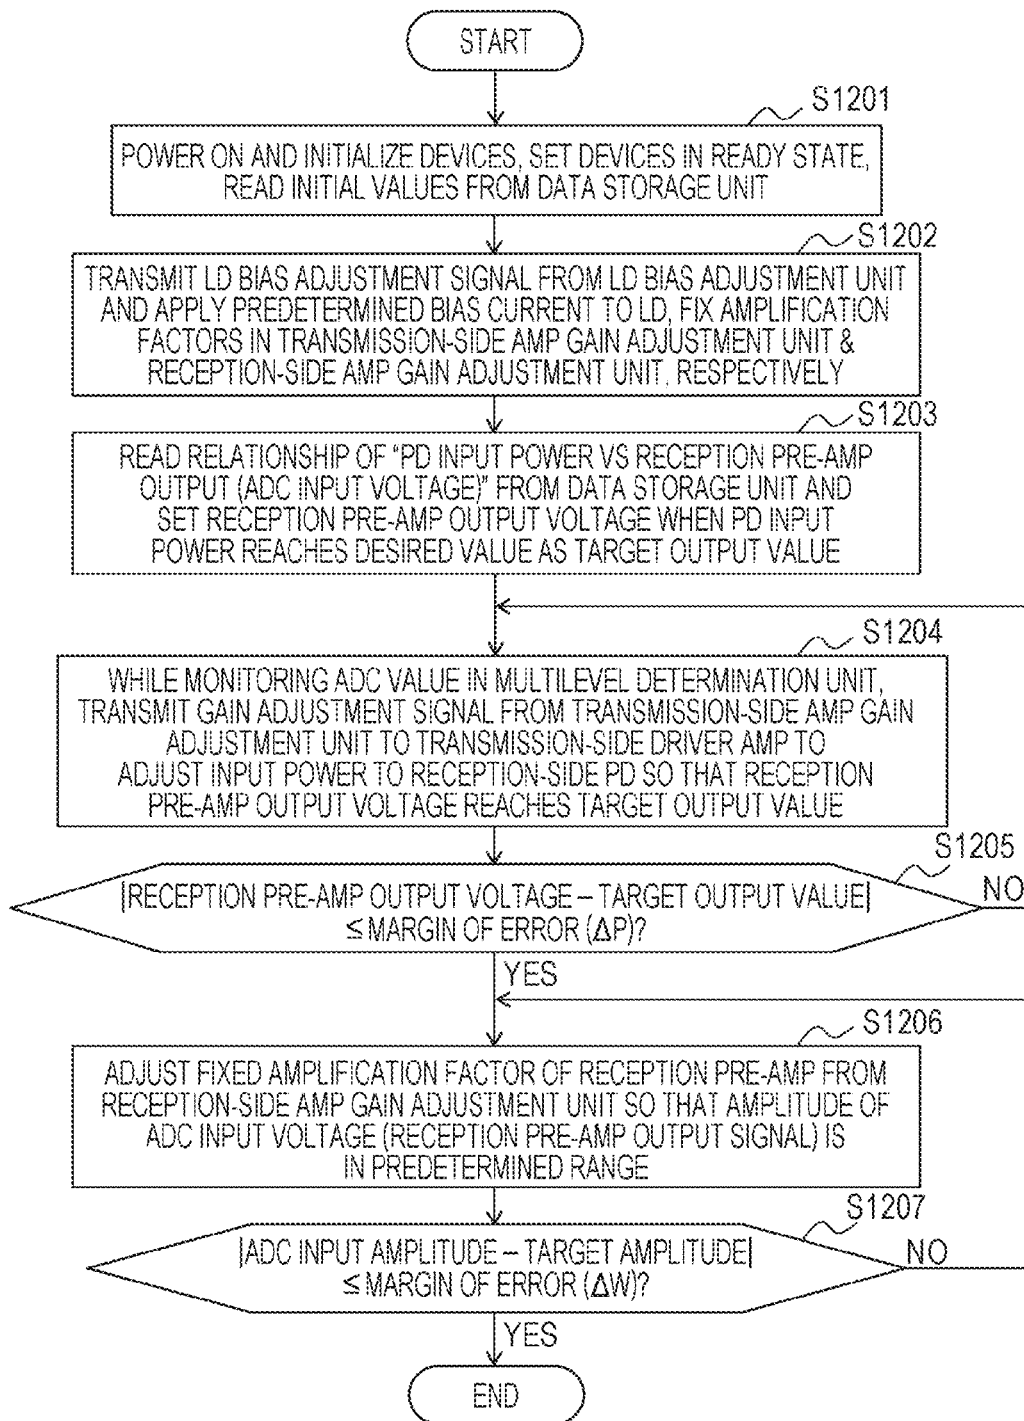 START
S1201
POWER ON AND INITIALIZE DEVICES, SET DEVICES IN READY STATE,
READ INITIAL VALUES FROM DATA STORAGE UNIT
S1202
TRANSMIT LD BIAS ADJUSTMENT SIGNAL FROM LD BIAS ADJUSTMENT UNIT
AND APPLY PREDETERMINED BIAS CURRENT TO LD, FIX AMPLIFICATION
FACTORS IN TRANSMISSION-SIDE AMP GAIN ADJUSTMENT UNIT &
RECEPTION-SIDE AMP GAIN ADJUSTMENT UNIT, RESPECTIVELY
S1203
READ RELATIONSHIP OF "PD INPUT POWER VS RECEPTION PRE-AMP
OUTPUT (ADC INPUT VOLTAGE)" FROM DATA STORAGE UNIT AND
SET RECEPTION PRE-AMP OUTPUT VOLTAGE WHEN PD INPUT
POWER REACHES DESIRED VALUE AS TARGET OUTPUT VALUE
S1204
WHILE MONITORING ADC VALUE IN MULTILEVEL DETERMINATION UNIT,
TRANSMIT GAIN ADJUSTMENT SIGNAL FROM TRANSMISSION-SIDE AMP GAIN
ADJUSTMENT UNIT TO TRANSMISSION-SIDE DRIVER AMP TO
ADJUST INPUT POWER TO RECEPTION-SIDE PD SO THAT RECEPTION
PRE-AMP OUTPUT VOLTAGE REACHES TARGET OUTPUT VALUE
S1205
|RECEPTION PRE-AMP OUTPUT VOLTAGE – TARGET OUTPUT VALUE|
≤ MARGIN OF ERROR (ΔP)?
NO
YES
S1206
ADJUST FIXED AMPLIFICATION FACTOR OF RECEPTION PRE-AMP FROM
RECEPTION-SIDE AMP GAIN ADJUSTMENT UNIT SO THAT AMPLITUDE OF
ADC INPUT VOLTAGE (RECEPTION PRE-AMP OUTPUT SIGNAL) IS
IN PREDETERMINED RANGE
S1207
|ADC INPUT AMPLITUDE – TARGET AMPLITUDE|
≤ MARGIN OF ERROR (ΔW)?
NO
YES
END